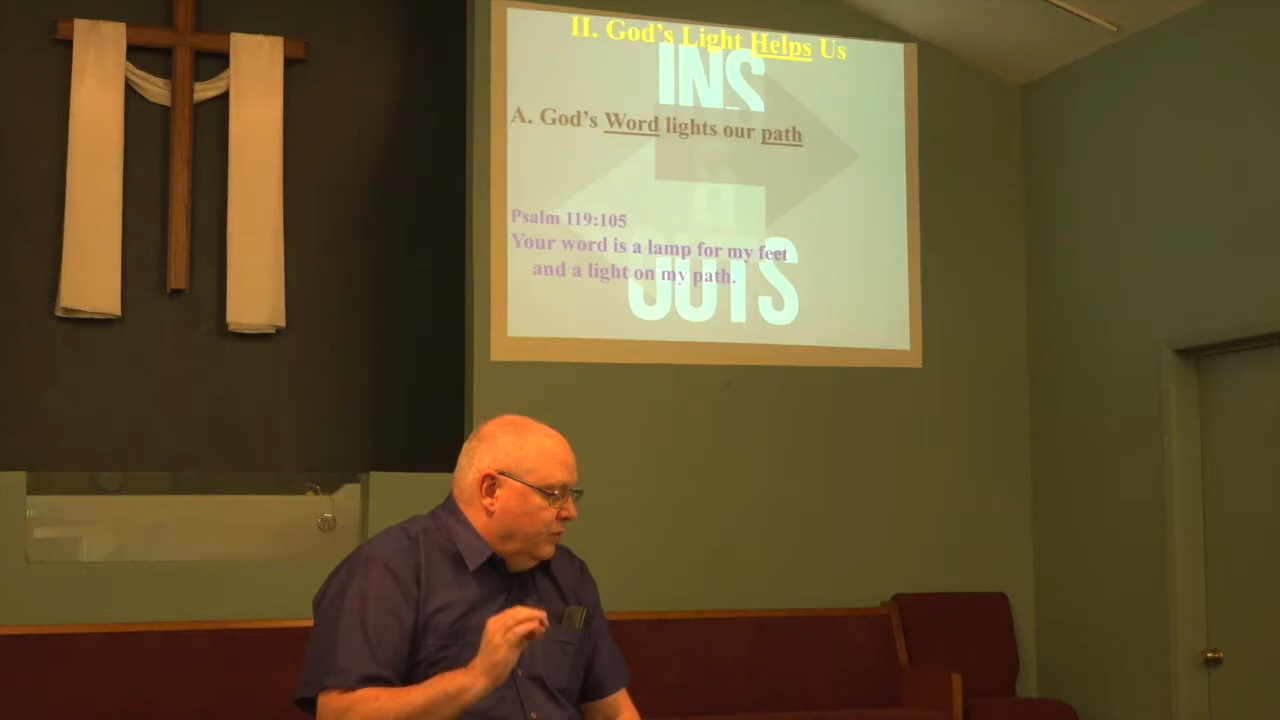 II. God's Light Helps Us
INS
A. God's Word lights our path
&
Psalm 119:105
Your word is a lamp for my feet
and a light on my path.
OUTS